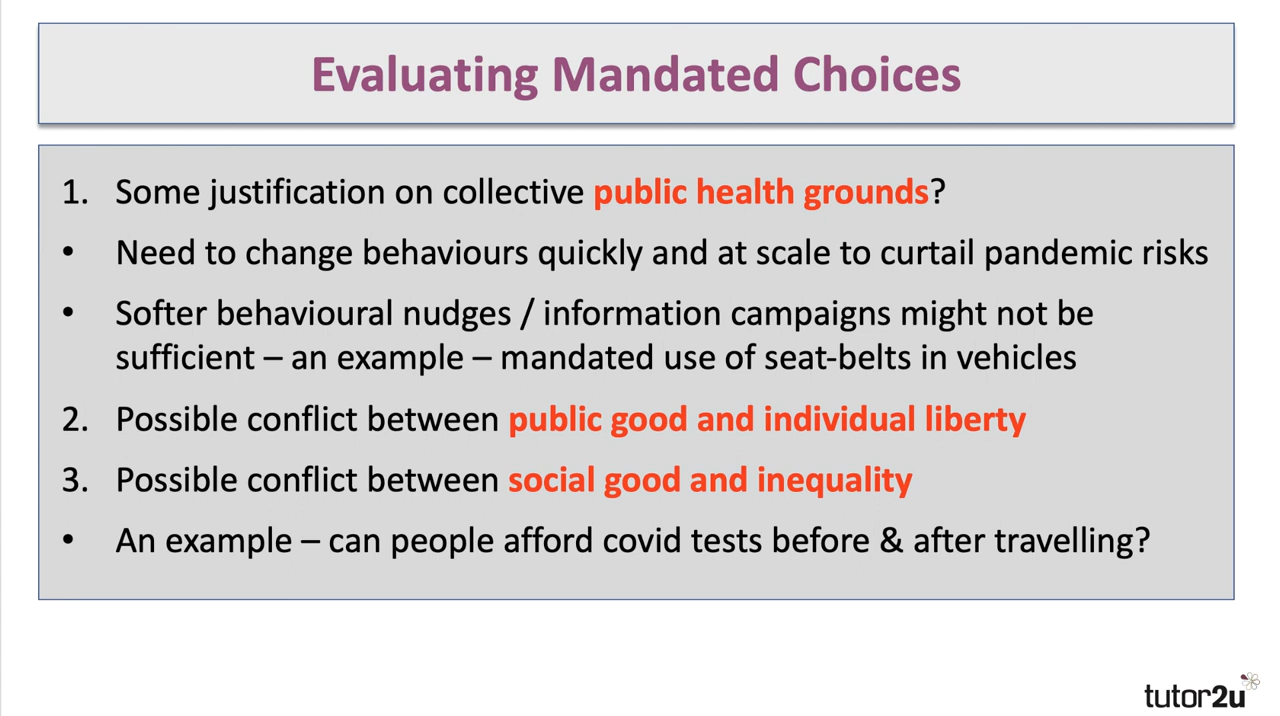 Evaluating Mandated Choices
1. Some justification on collective public health grounds?
• Need to change behaviours quickly and at scale to curtail pandemic risks
• Softer behavioural nudges / information campaigns might not be
sufficient – an example – mandated use of seat-belts in vehicles
2. Possible conflict between public good and individual liberty
3. Possible conflict between social good and inequality
• An example – can people afford covid tests before & after travelling?
tutor2u